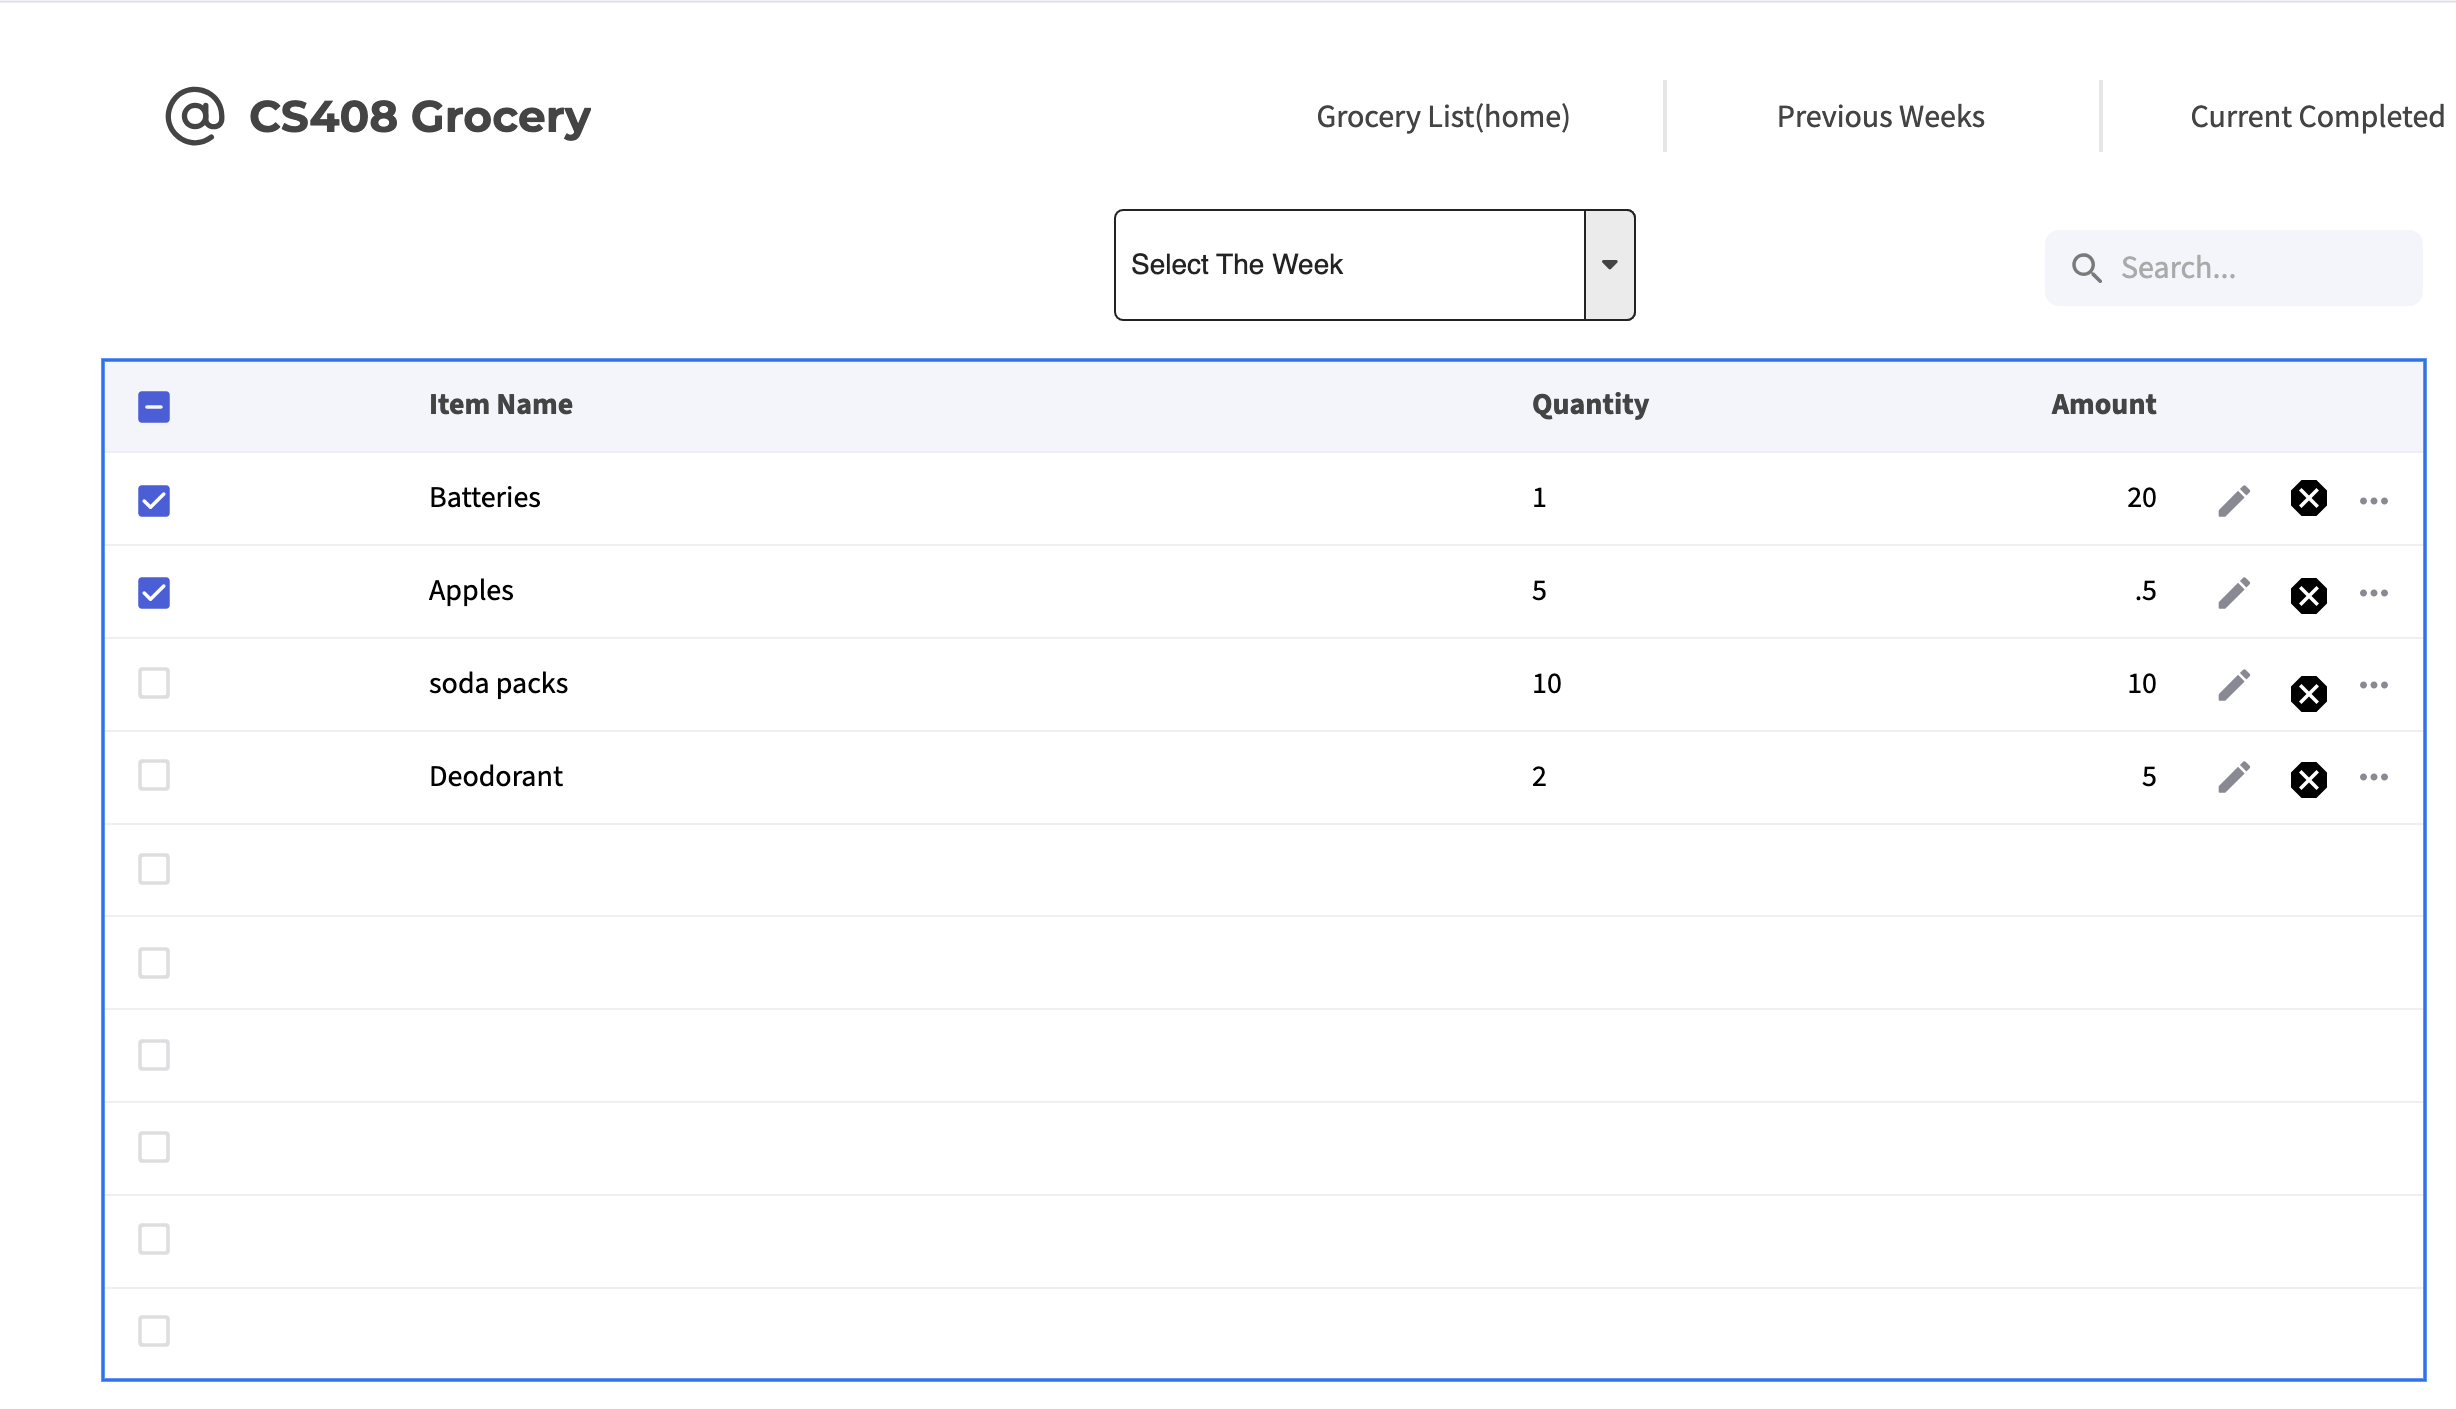 @ CS408 Grocery
Grocery List(home) Previous Weeks Current Completed
Select The Week
Search...
Item Name Quantity Amount
Batteries 1 20
Apples 5 .5
soda packs 10 10
Deodorant 2 5